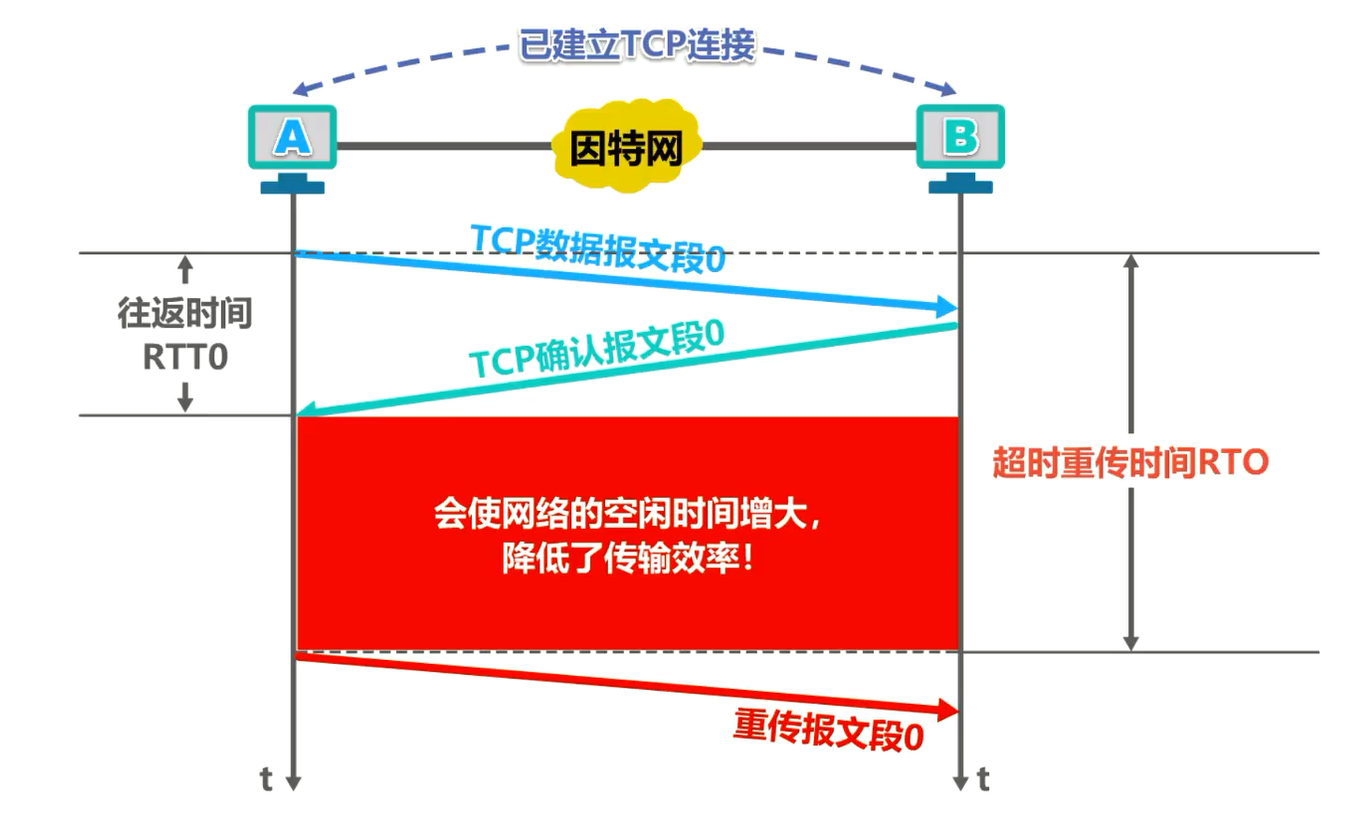 已建立TCP连接
A
因特网
B
TCP数据报文段0
往返时间
RTT0
TCP确认报文段0
超时重传时间RTO
会使网络的空闲时间增大，
降低了传输效率！
重传报文段0
t
t